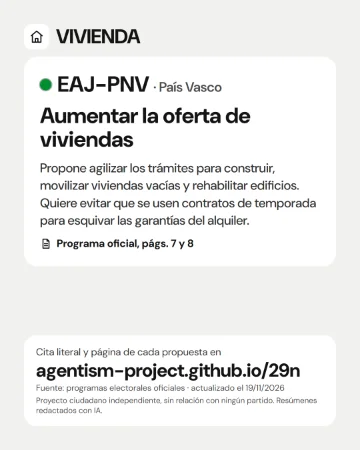 VIVIENDA
EAJ-PNV · País Vasco
Aumentar la oferta de
viviendas
Propone agilizar los trámites para construir,
movilizar viviendas vacías y rehabilitar edificios.
Quiere evitar que se usen contratos de temporada
para esquivar las garantías del alquiler.
Programa oficial, págs. 7 y 8
Cita literal y página de cada propuesta en
agentism-project.github.io/29n
Fuente: programas electorales oficiales · actualizado el 19/11/2026
Proyecto ciudadano independiente, sin relación con ningún partido. Resúmenes
redactados con IA.